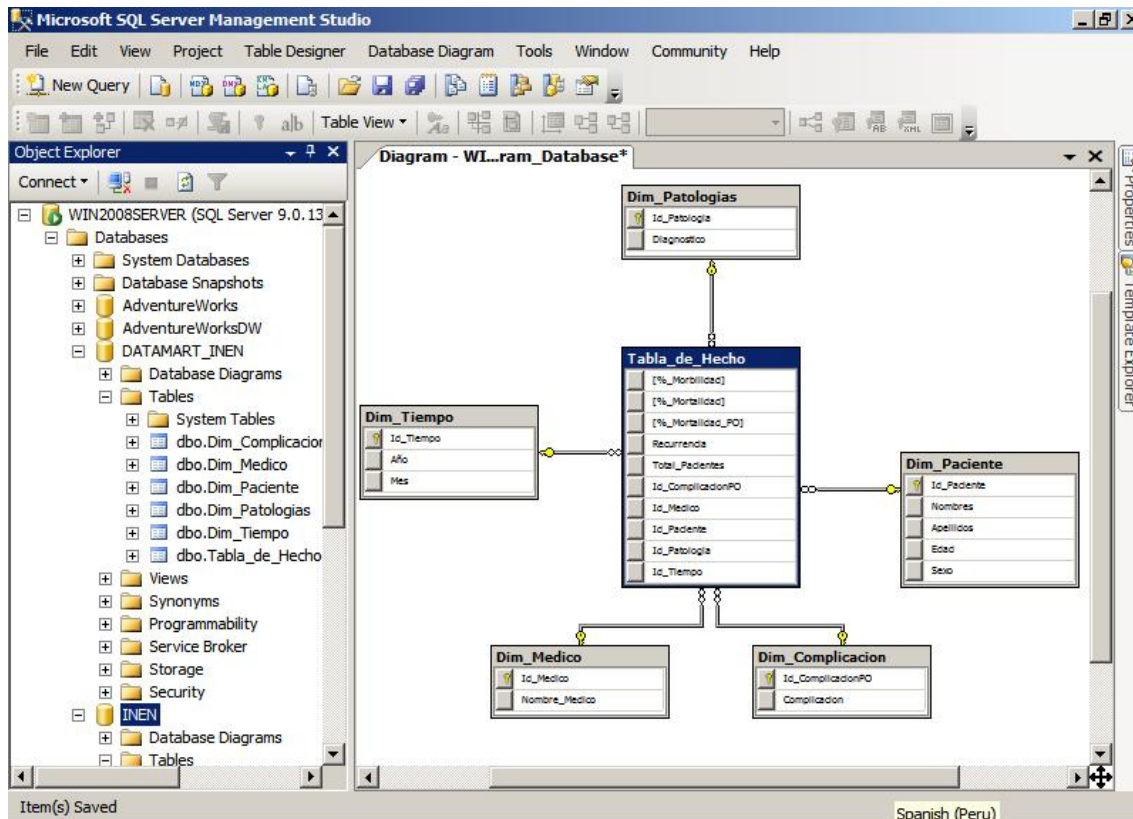 Microsoft SQL Server Management Studio
File Edit View Project Table Designer Database Diagram Tools Window Community Help
New Query
Table View
Object Explorer
Connect
WIN2008SERVER (SQL Server 9.0.13
Databases
System Databases
Database Snapshots
AdventureWorks
AdventureWorksDW
DATAMART_INEN
Database Diagrams
Tables
System Tables
dbo.Dim_Complicacion
dbo.Dim_Medico
dbo.Dim_Paciente
dbo.Dim_Patologias
dbo.Dim_Tiempo
dbo.Tabla_de_Hecho
Views
Synonyms
Programmability
Service Broker
Storage
Security
INEN
Database Diagrams
Tables
Diagram - WI...ram_Database*
Dim_Patologias
Id_Patologia
Diagnostico
Tabla_de_Hecho
[%_Morbilidad]
[%_Mortalidad]
[%_Mortalidad_PO]
Recurrencia
Total_Pacientes
Id_ComplicacionPO
Id_Medico
Id_Paciente
Id_Patologia
Id_Tiempo
Dim_Tiempo
Id_Tiempo
Año
Mes
Dim_Paciente
Id_Paciente
Nombres
Apellidos
Edad
Sexo
Dim_Medico
Id_Medico
Nombre_Medico
Dim_Complicacion
Id_ComplicacionPO
Complicacion
Properties
Template Explorer
Item(s) Saved
Spanish (Peru)